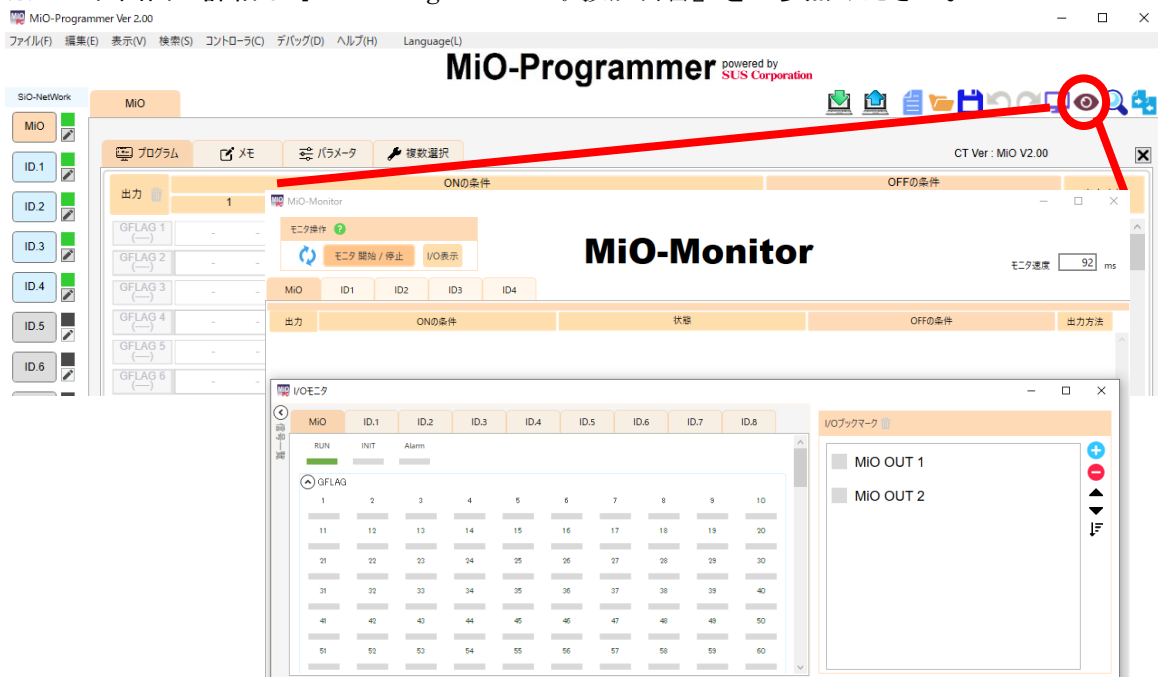 MiO-Programmer Ver 2.00
ファイル(F) 編集(E) 表示(V) 検索(S) コントローラ(C) デバッグ(D) ヘルプ(H) Language(L)
MiO-Programmer powered by SUS Corporation
SiO-NetWork
MiO
MiO
ID.1
ID.2
ID.3
ID.4
ID.5
ID.6
プログラム メモ パラメータ 複数選択
CT Ver : MiO V2.00
出力 ONの条件 OFFの条件
1
GFLAG 1
(----)
GFLAG 2
(----)
GFLAG 3
(----)
GFLAG 4
(----)
GFLAG 5
(----)
GFLAG 6
(----)
MiO-Monitor
モニタ操作
モニタ 開始 / 停止 I/O表示
MiO-Monitor
モニタ速度 92 ms
MiO ID1 ID2 ID3 ID4
出力 ONの条件 状態 OFFの条件 出力方法
I/Oモニタ
信号一覧
MiO ID.1 ID.2 ID.3 ID.4 ID.5 ID.6 ID.7 ID.8
RUN INIT Alarm
GFLAG
1 2 3 4 5 6 7 8 9 10
11 12 13 14 15 16 17 18 19 20
21 22 23 24 25 26 27 28 29 30
31 32 33 34 35 36 37 38 39 40
41 42 43 44 45 46 47 48 49 50
51 52 53 54 55 56 57 58 59 60
I/Oブックマーク
MiO OUT 1
MiO OUT 2